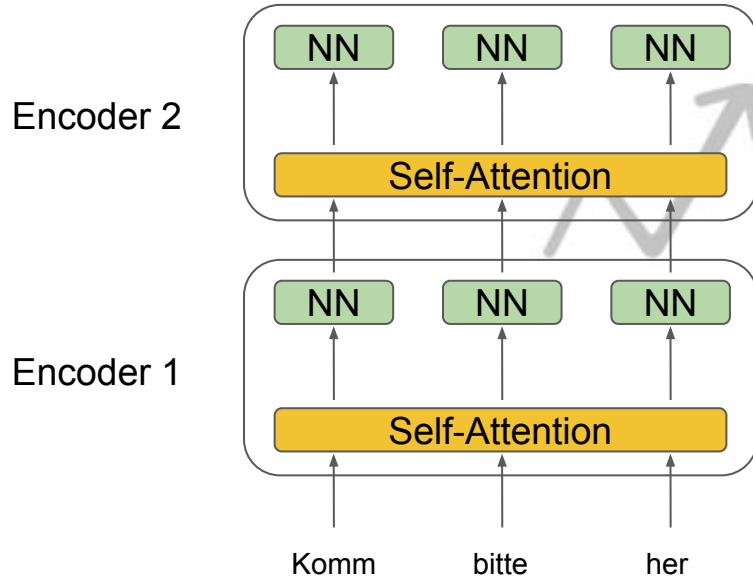 NN NN NN
Encoder 2
Self-Attention
NN NN NN
Encoder 1
Self-Attention
Komm bitte her